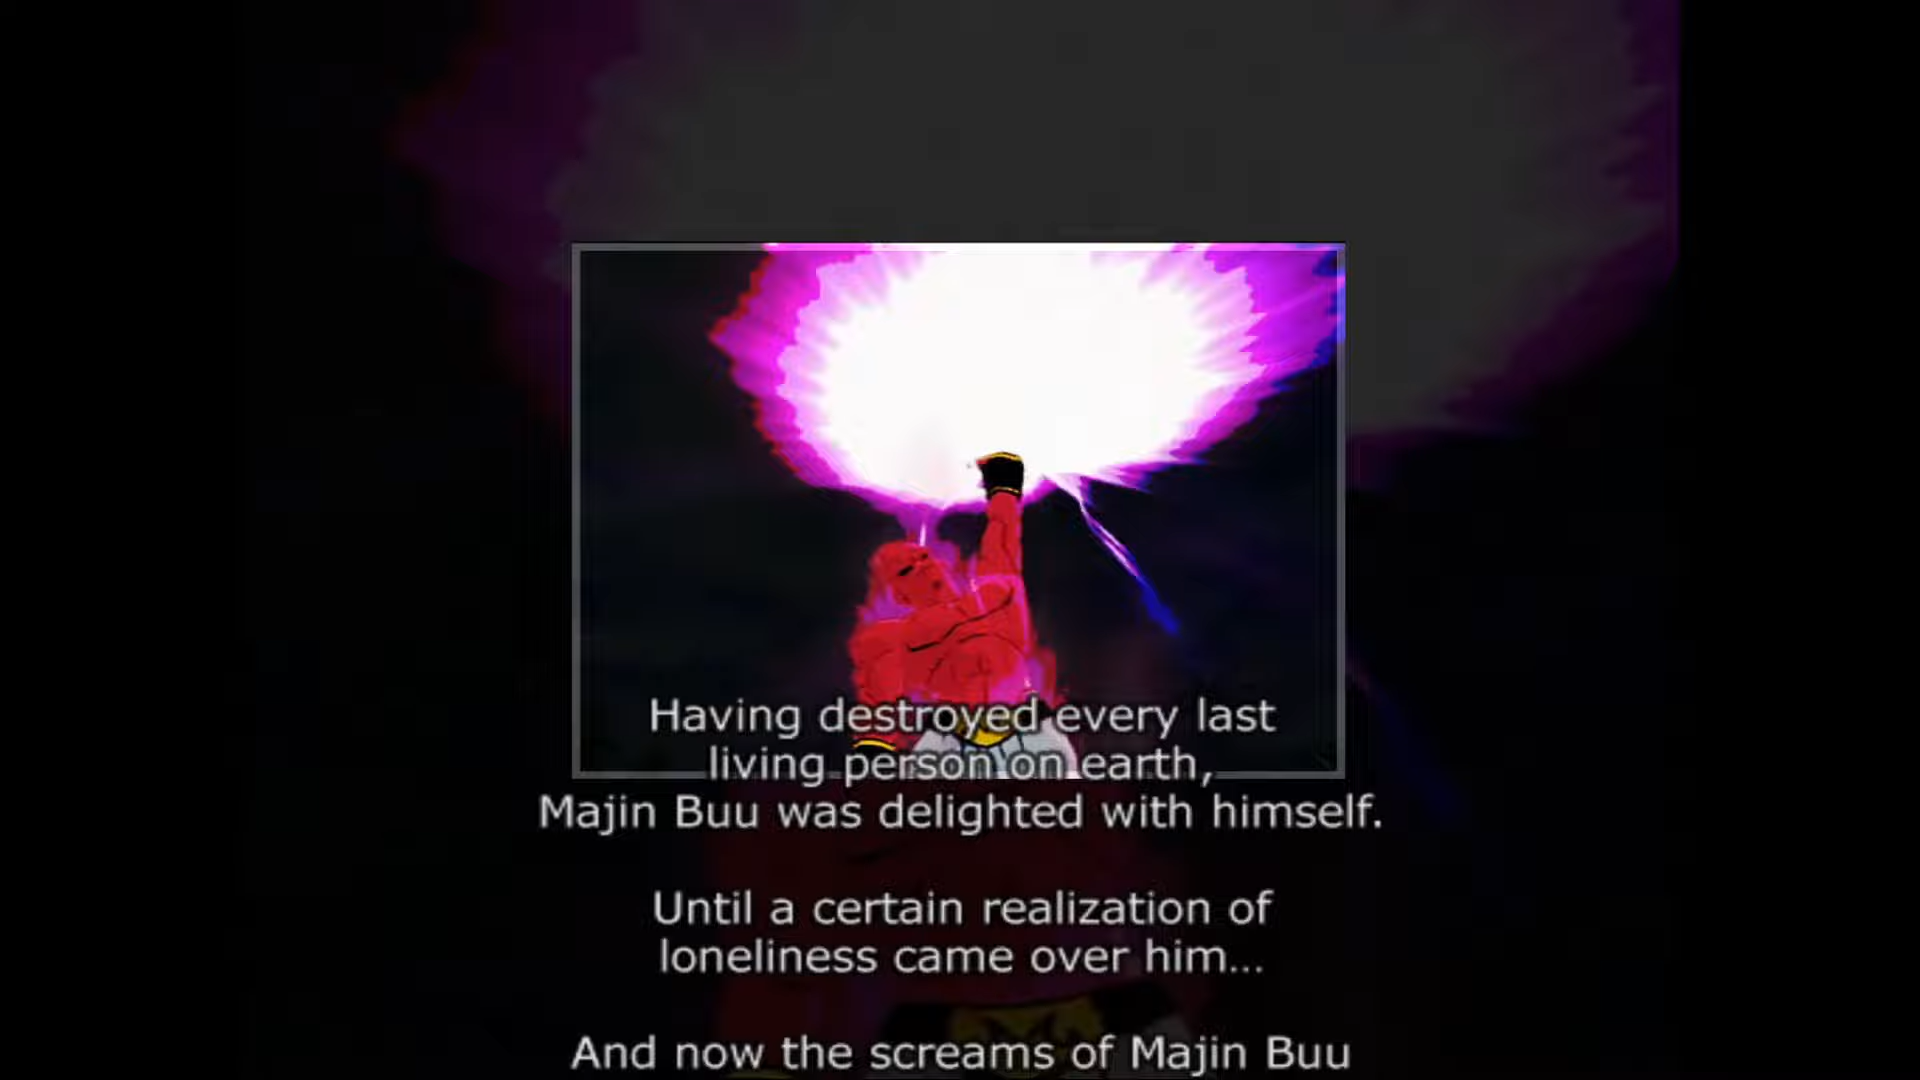 Having destroyed every last
living person on earth,
Majin Buu was delighted with himself.
Until a certain realization of
loneliness came over him...
And now the screams of Majin Buu